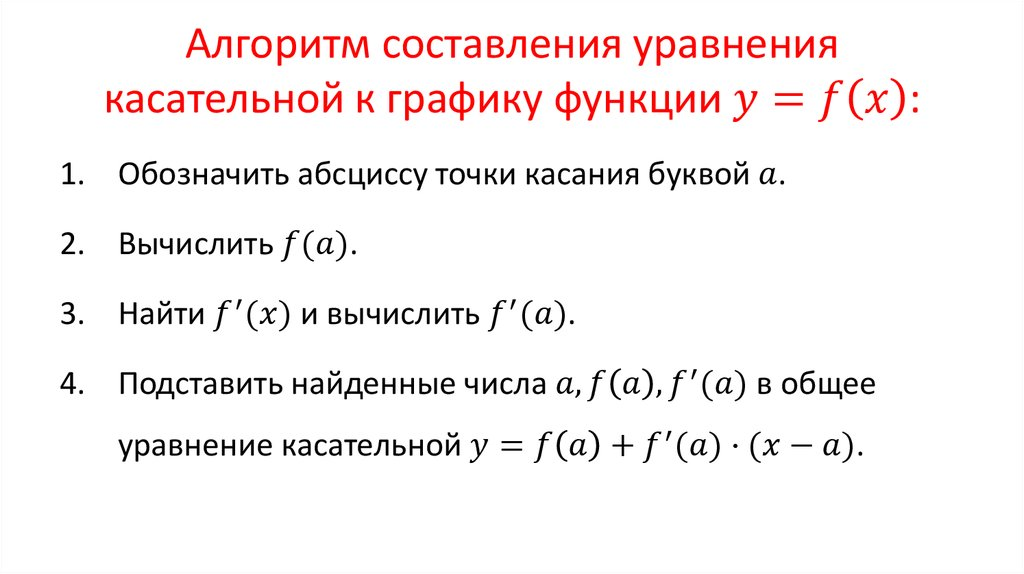 Алгоритм составления уравнения
касательной к графику функции 𝑦 = 𝑓(𝑥):
1. Обозначить абсциссу точки касания буквой 𝑎.
2. Вычислить 𝑓(𝑎).
3. Найти 𝑓′(𝑥) и вычислить 𝑓′(𝑎).
4. Подставить найденные числа 𝑎, 𝑓(𝑎), 𝑓′(𝑎) в общее
уравнение касательной 𝑦 = 𝑓(𝑎) + 𝑓′(𝑎) · (𝑥 − 𝑎).